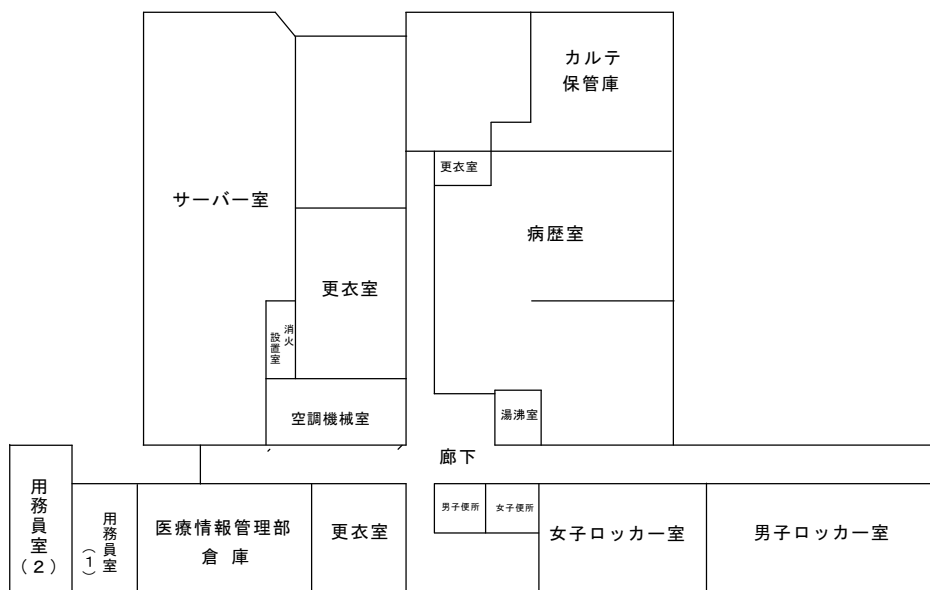 カルテ
保管庫
更衣室
サーバー室
病歴室
更衣室
消火
設置室
空調機械室
湯沸室
廊下
用務員室
(2)
用務員室
(1)
医療情報管理部
倉 庫
更衣室
男子便所
女子便所
女子ロッカー室
男子ロッカー室